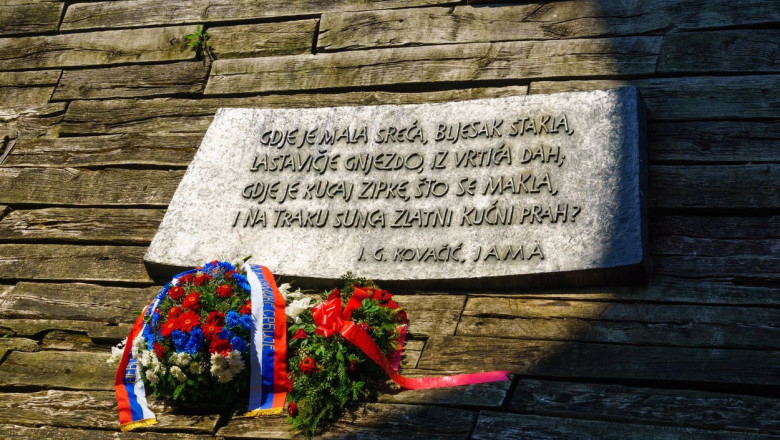 GDJE JE MALA SREĆA, BLJESAK STAKLA,
LASTAVIČJE GNIJEZDO, IZ VRTIĆA DAH;
GDJE JE KUCAJ ZIPKE, ŠTO SE MAKLA,
I NA TRAKU SUNCA ZLATNI KUĆNI PRAH?
I. G. KOVAČIĆ, JAMA